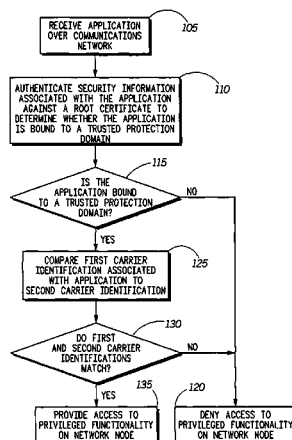 RECEIVE APPLICATION
OVER COMMUNICATIONS
NETWORK
105
AUTHENTICATE SECURITY INFORMATION
ASSOCIATED WITH THE APPLICATION
AGAINST A ROOT CERTIFICATE TO
DETERMINE WHETHER THE APPLICATION
IS BOUND TO A TRUSTED PROTECTION
DOMAIN
110
IS THE
APPLICATION BOUND
TO A TRUSTED PROTECTION
DOMAIN?
115
NO
YES
COMPARE FIRST CARRIER
IDENTIFICATION ASSOCIATED
WITH APPLICATION TO
SECOND CARRIER IDENTIFICATION
125
DO FIRST
AND SECOND CARRIER
IDENTIFICATIONS
MATCH?
130
NO
YES
135
120
PROVIDE ACCESS TO
PRIVILEGED FUNCTIONALITY
ON NETWORK NODE
DENY ACCESS TO
PRIVILEGED FUNCTIONALITY
ON NETWORK NODE